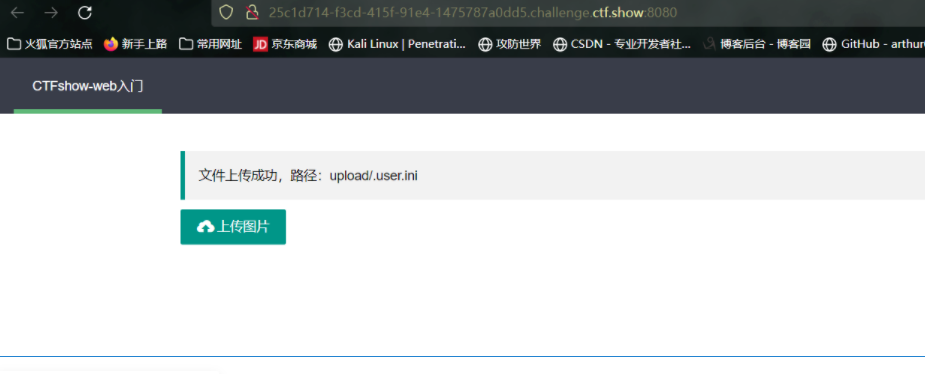 25c1d714-f3cd-415f-91e4-1475787a0dd5.challenge.ctf.show:8080
火狐官方站点 新手上路 常用网址 JD 京东商城 Kali Linux | Penetrati... 攻防世界 CSDN - 专业开发者社... 博客后台 - 博客园 GitHub - arthur
CTFshow-web入门
文件上传成功，路径：upload/.user.ini
上传图片